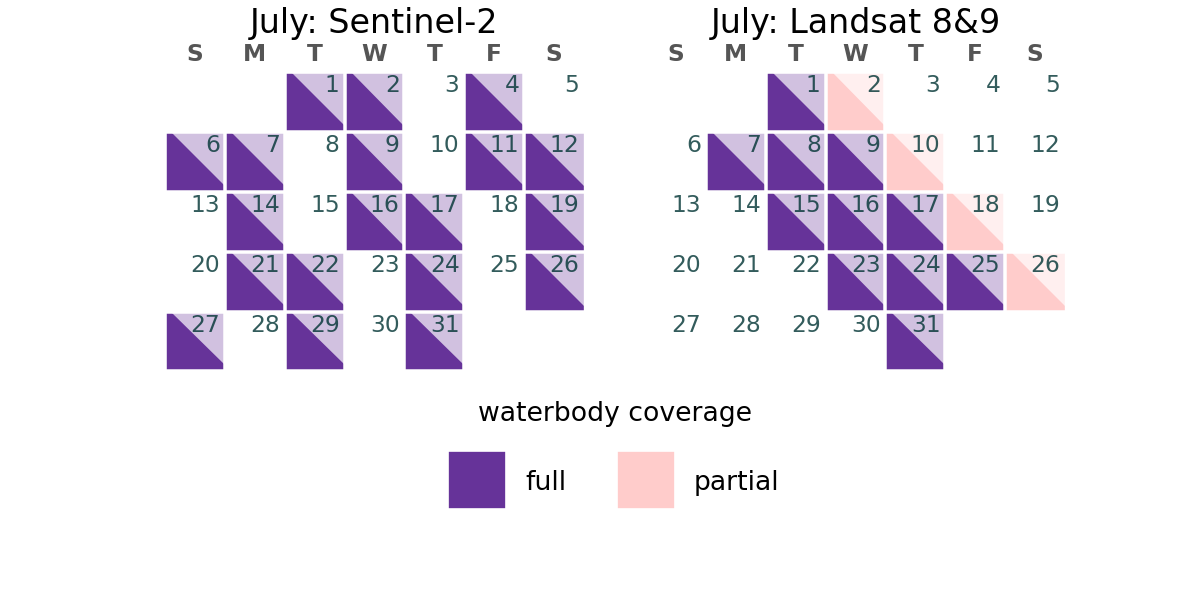 July: Sentinel-2
S M T W T F S
1 2 3 4 5
6 7 8 9 10 11 12
13 14 15 16 17 18 19
20 21 22 23 24 25 26
27 28 29 30 31
July: Landsat 8&9
S M T W T F S
1 2 3 4 5
6 7 8 9 10 11 12
13 14 15 16 17 18 19
20 21 22 23 24 25 26
27 28 29 30 31
waterbody coverage
full partial